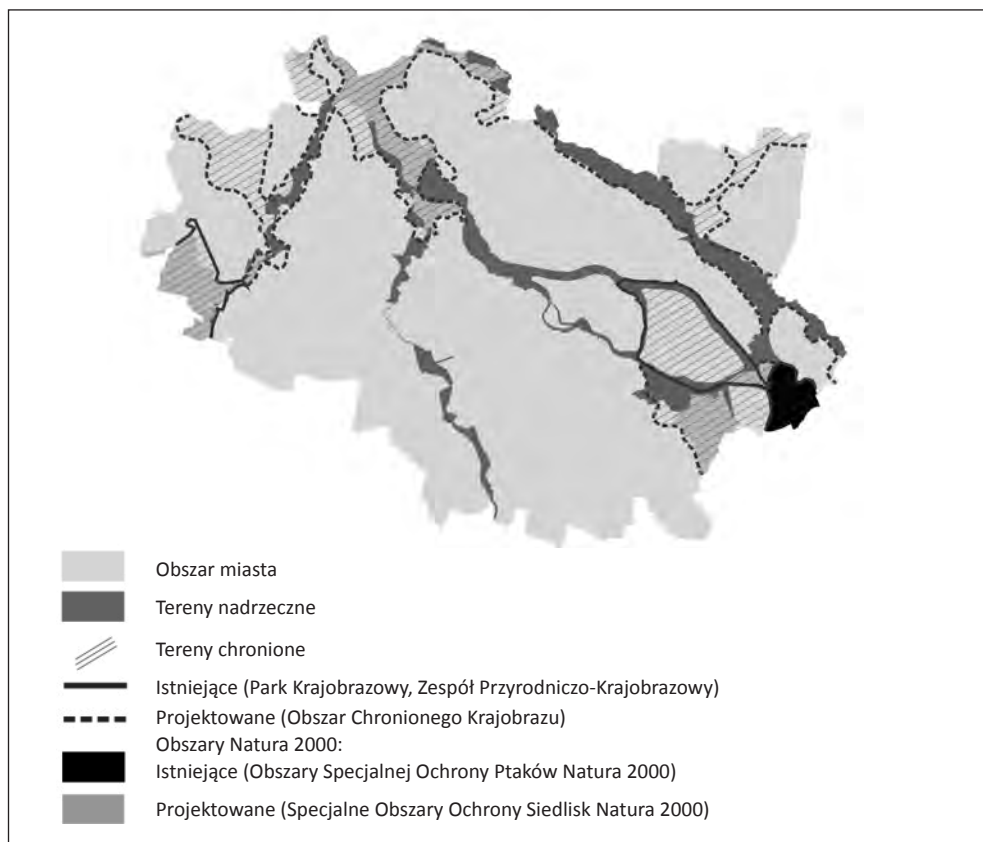 Obszar miasta
Tereny nadrzeczne
Tereny chronione
Istniejące (Park Krajobrazowy, Zespół Przyrodniczo-Krajobrazowy)
Projektowane (Obszar Chronionego Krajobrazu)
Obszary Natura 2000:
Istniejące (Obszary Specjalnej Ochrony Ptaków Natura 2000)
Projektowane (Specjalne Obszary Ochrony Siedlisk Natura 2000)